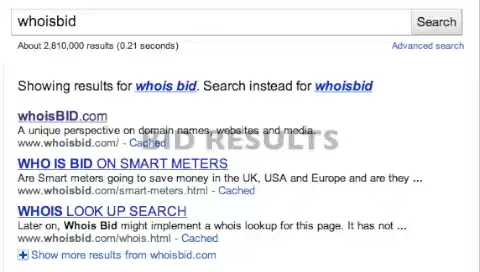 whoisbid Search
About 2,810,000 results (0.21 seconds) Advanced search
Showing results for whois bid. Search instead for whoisbid
whoisBID.com
A unique perspective on domain names, websites and media.
BID RESULTS
www.whoisbid.com/ - Cached
WHO IS BID ON SMART METERS
Are Smart meters going to save money in the UK, USA and Europe and are they ...
www.whoisbid.com/smart-meters.html - Cached
WHOIS LOOK UP SEARCH
Later on, Whois Bid might implement a whois lookup for this page. It has not ...
www.whoisbid.com/whois.html - Cached
Show more results from whoisbid.com